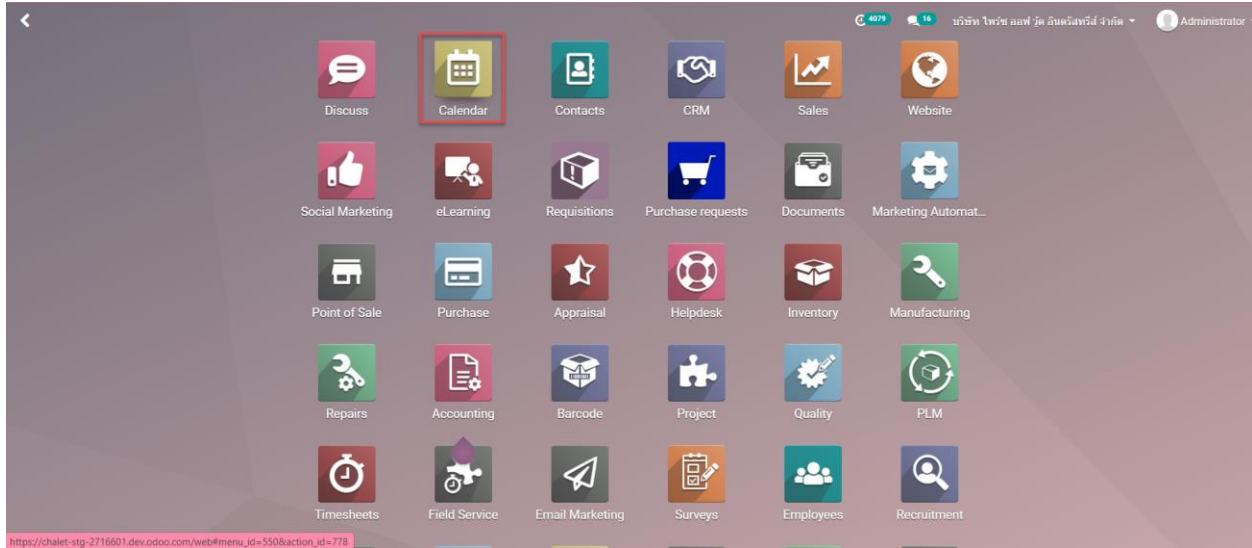 4079 16 บริษัท ไพร์ซ ออฟ วู้ด อินดรัสทรีส์ จำกัด Administrator
Discuss Calendar Contacts CRM Sales Website
Social Marketing eLearning Requisitions Purchase requests Documents Marketing Automat...
Point of Sale Purchase Appraisal Helpdesk Inventory Manufacturing
Repairs Accounting Barcode Project Quality PLM
Timesheets Field Service Email Marketing Surveys Employees Recruitment
https://chalet-stg-2716601.dev.odoo.com/web#menu_id=550&action_id=778